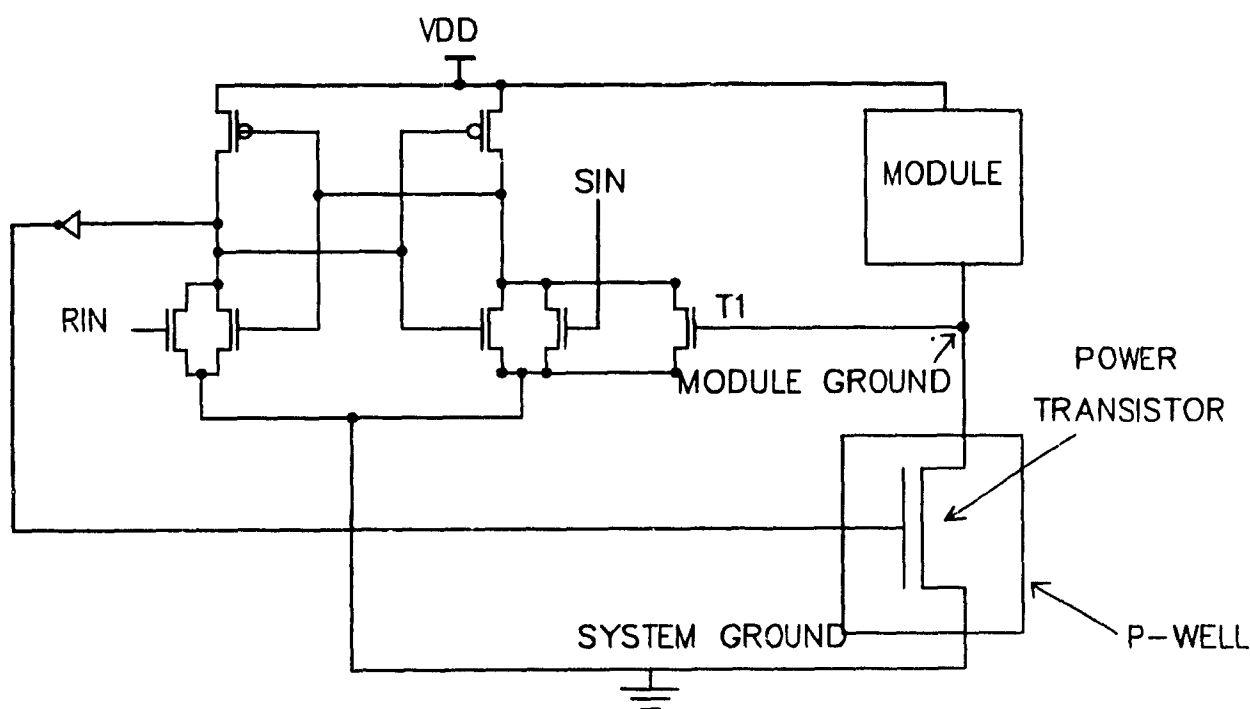 VDD
MODULE
SIN
RIN
T1
MODULE GROUND
POWER
TRANSISTOR
SYSTEM GROUND
P-WELL